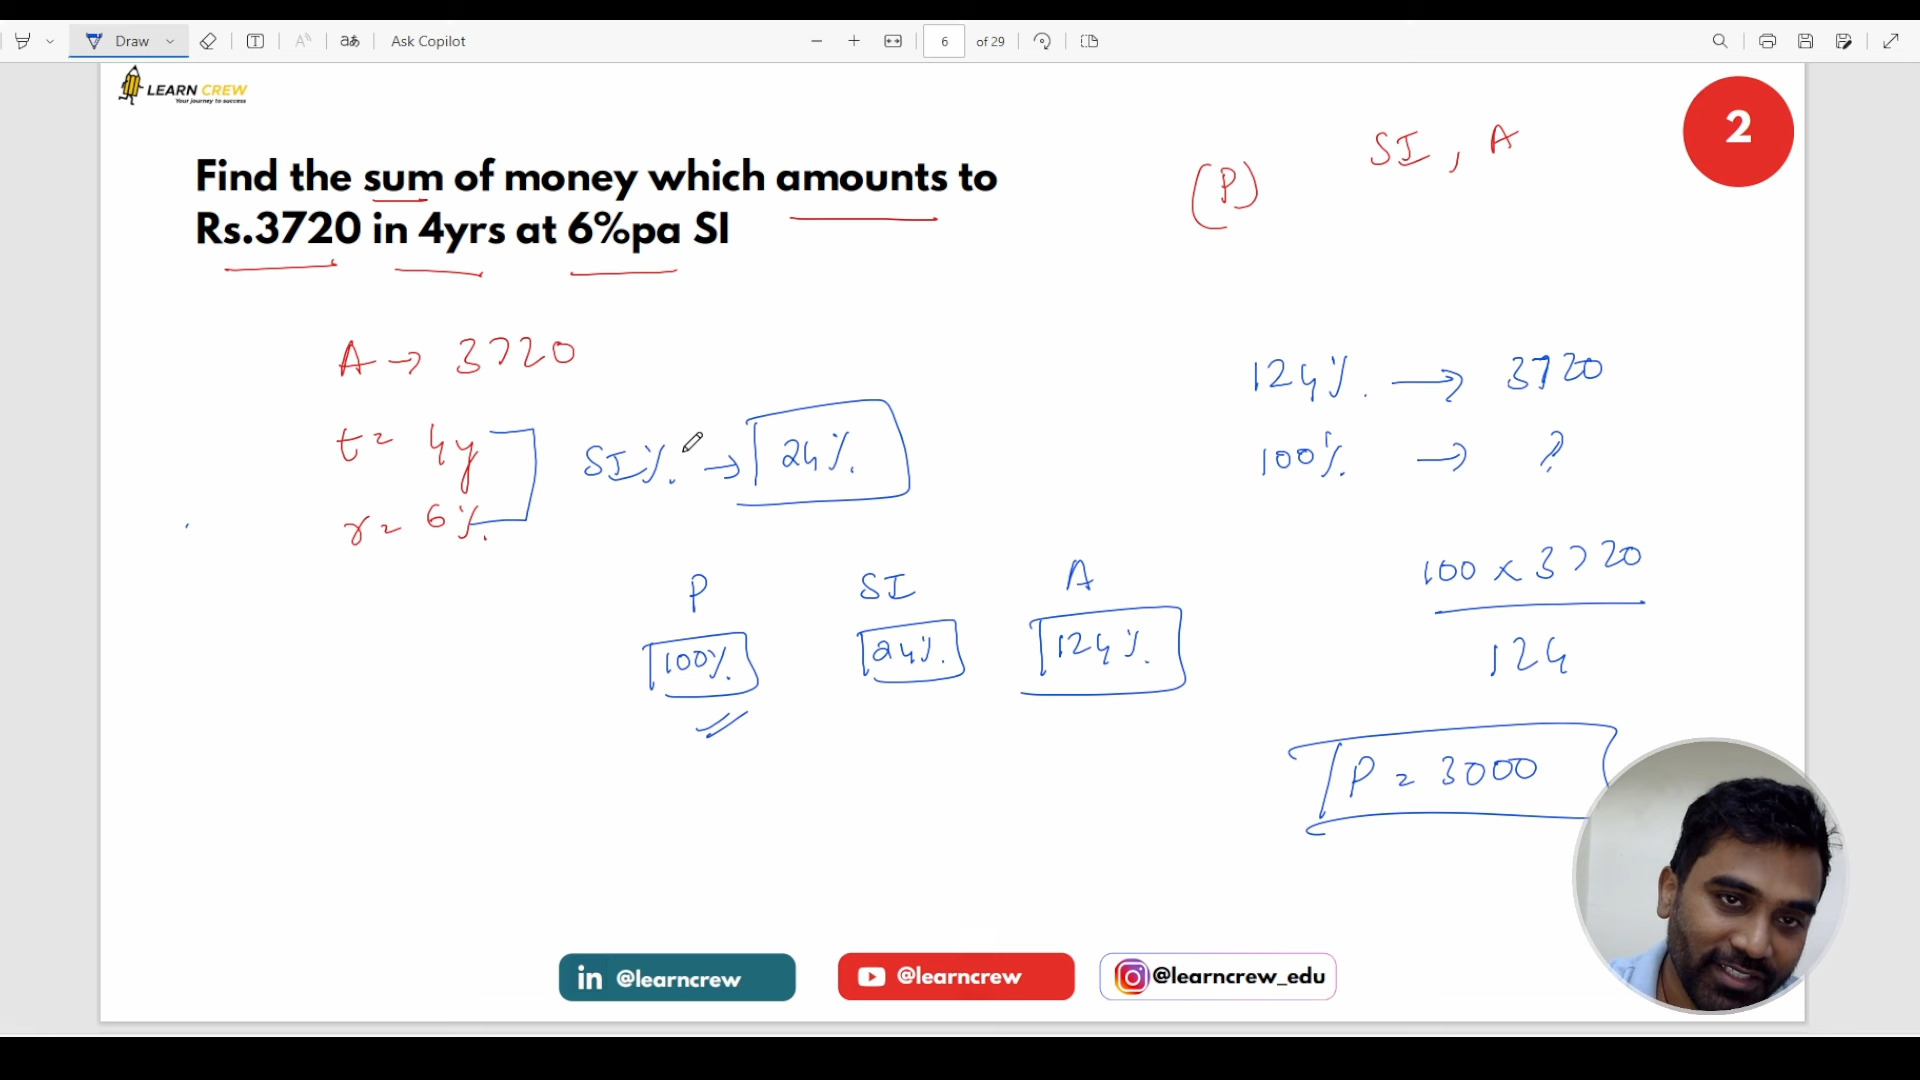 Draw
Ask Copilot
6 of 29
LEARN CREW
Your journey to success
2
SI, A
(P)
Find the sum of money which amounts to
Rs.3720 in 4yrs at 6%pa SI
A → 3720
t = 4y
r = 6%.
SI%. → 24%.
124%. → 3720
100%. → ?
P SI A
100%. 24%. 124%.
100 × 3720
124
P = 3000
in @learncrew
@learncrew
@learncrew_edu